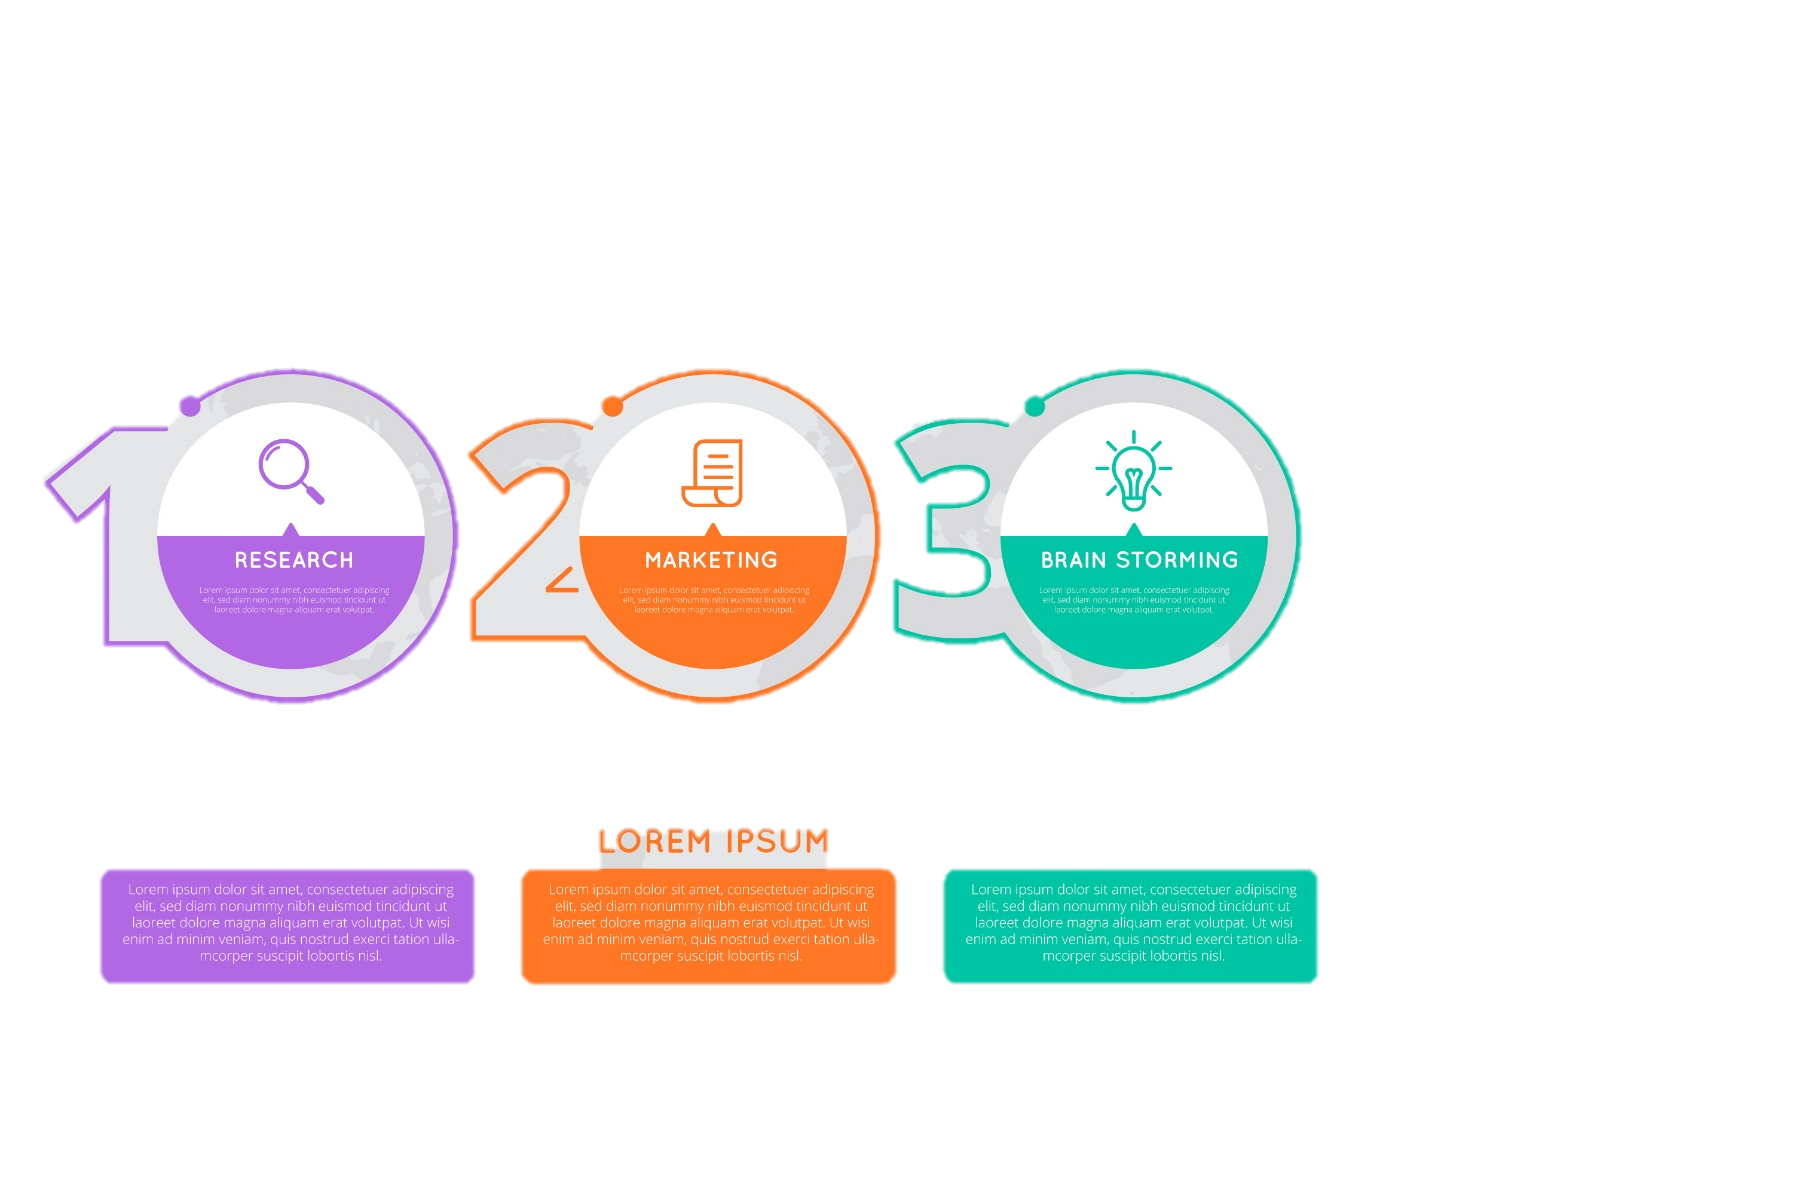 1
RESEARCH
Lorem ipsum dolor sit amet, consectetuer adipiscing
elit, sed diam nonummy nibh euismod tincidunt ut
laoreet dolore magna aliquam erat volutpat.
2
MARKETING
Lorem ipsum dolor sit amet, consectetuer adipiscing
elit, sed diam nonummy nibh euismod tincidunt ut
laoreet dolore magna aliquam erat volutpat.
3
BRAIN STORMING
Lorem ipsum dolor sit amet, consectetuer adipiscing
elit, sed diam nonummy nibh euismod tincidunt ut
laoreet dolore magna aliquam erat volutpat.
Lorem ipsum dolor sit amet, consectetuer adipiscing
elit, sed diam nonummy nibh euismod tincidunt ut
laoreet dolore magna aliquam erat volutpat. Ut wisi
enim ad minim veniam, quis nostrud exerci tation ulla-
mcorper suscipit lobortis nisl.
LOREM IPSUM
Lorem ipsum dolor sit amet, consectetuer adipiscing
elit, sed diam nonummy nibh euismod tincidunt ut
laoreet dolore magna aliquam erat volutpat. Ut wisi
enim ad minim veniam, quis nostrud exerci tation ulla-
mcorper suscipit lobortis nisl.
Lorem ipsum dolor sit amet, consectetuer adipiscing
elit, sed diam nonummy nibh euismod tincidunt ut
laoreet dolore magna aliquam erat volutpat. Ut wisi
enim ad minim veniam, quis nostrud exerci tation ulla-
mcorper suscipit lobortis nisl.